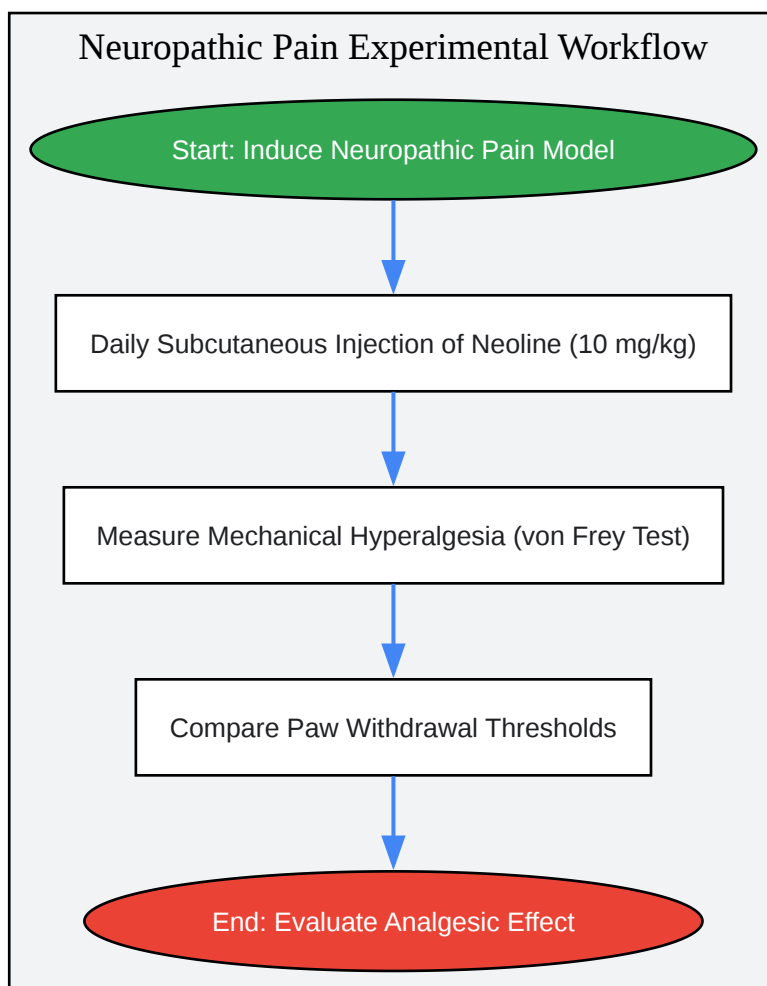 Neuropathic Pain Experimental Workflow
Start: Induce Neuropathic Pain Model
Daily Subcutaneous Injection of Neoline (10 mg/kg)
Measure Mechanical Hyperalgesia (von Frey Test)
Compare Paw Withdrawal Thresholds
End: Evaluate Analgesic Effect